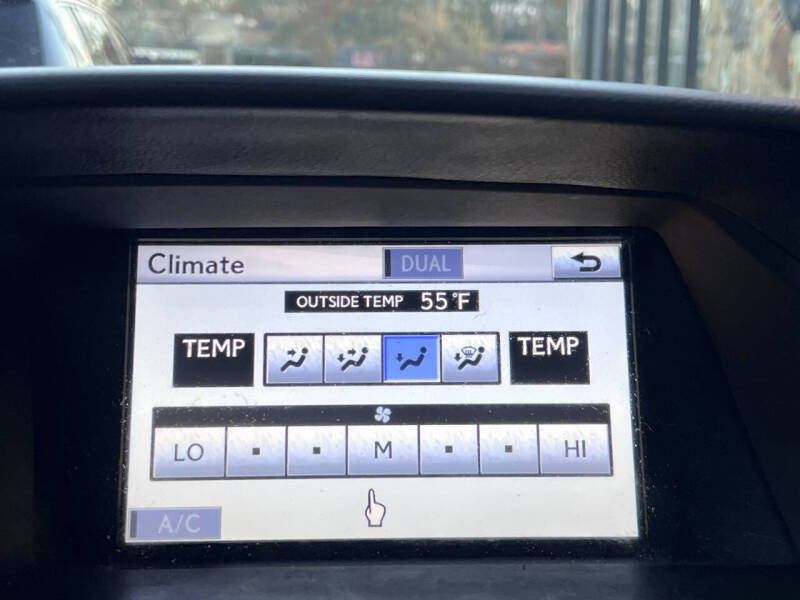 Climate
DUAL
OUTSIDE TEMP 55°F
TEMP
TEMP
LO
M
HI
A/C